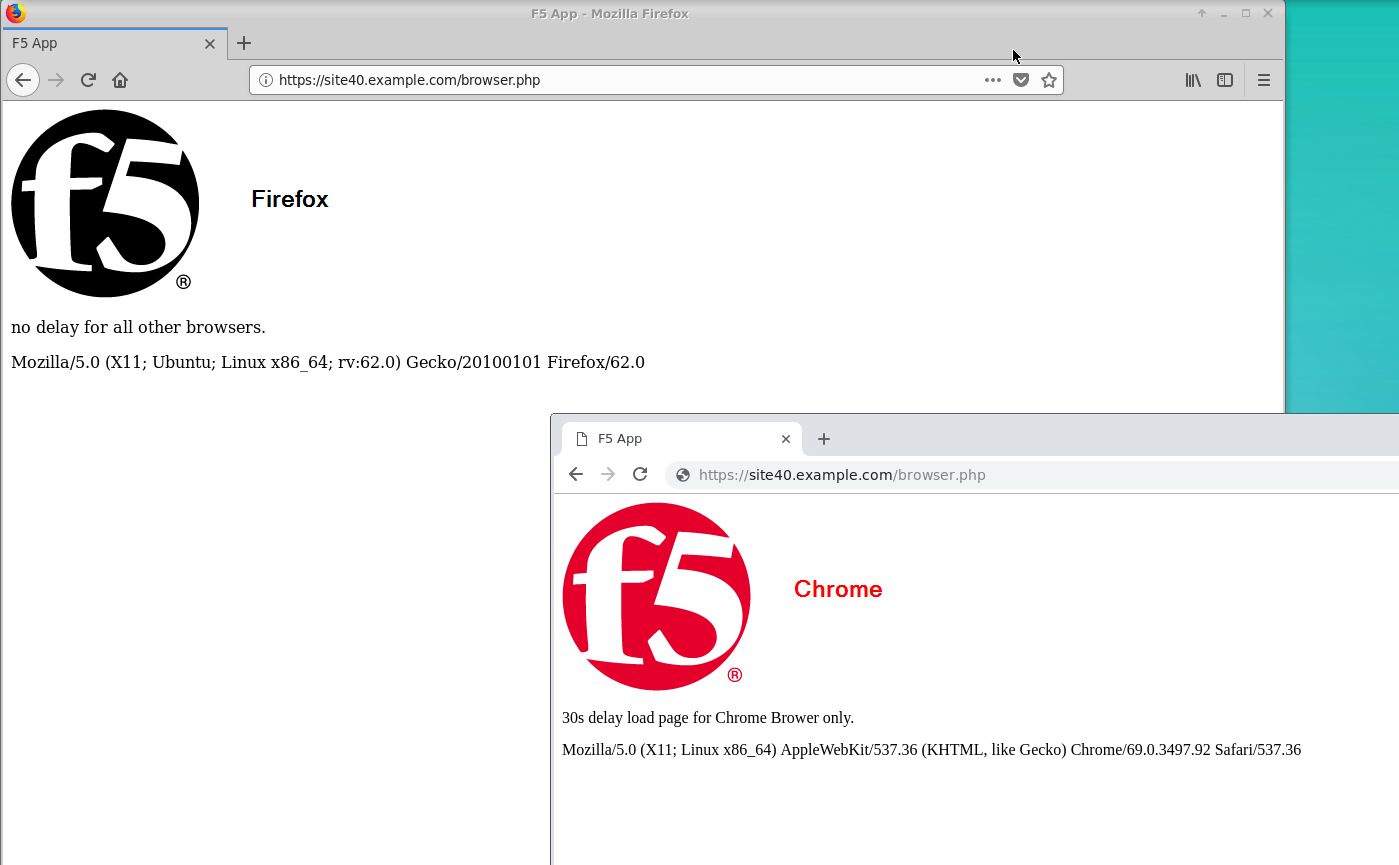 F5 App - Mozilla Firefox
F5 App
https://site40.example.com/browser.php
f5
®
Firefox
no delay for all other browsers.
Mozilla/5.0 (X11; Ubuntu; Linux x86_64; rv:62.0) Gecko/20100101 Firefox/62.0
F5 App
https://site40.example.com/browser.php
f5
®
Chrome
30s delay load page for Chrome Brower only.
Mozilla/5.0 (X11; Linux x86_64) AppleWebKit/537.36 (KHTML, like Gecko) Chrome/69.0.3497.92 Safari/537.36